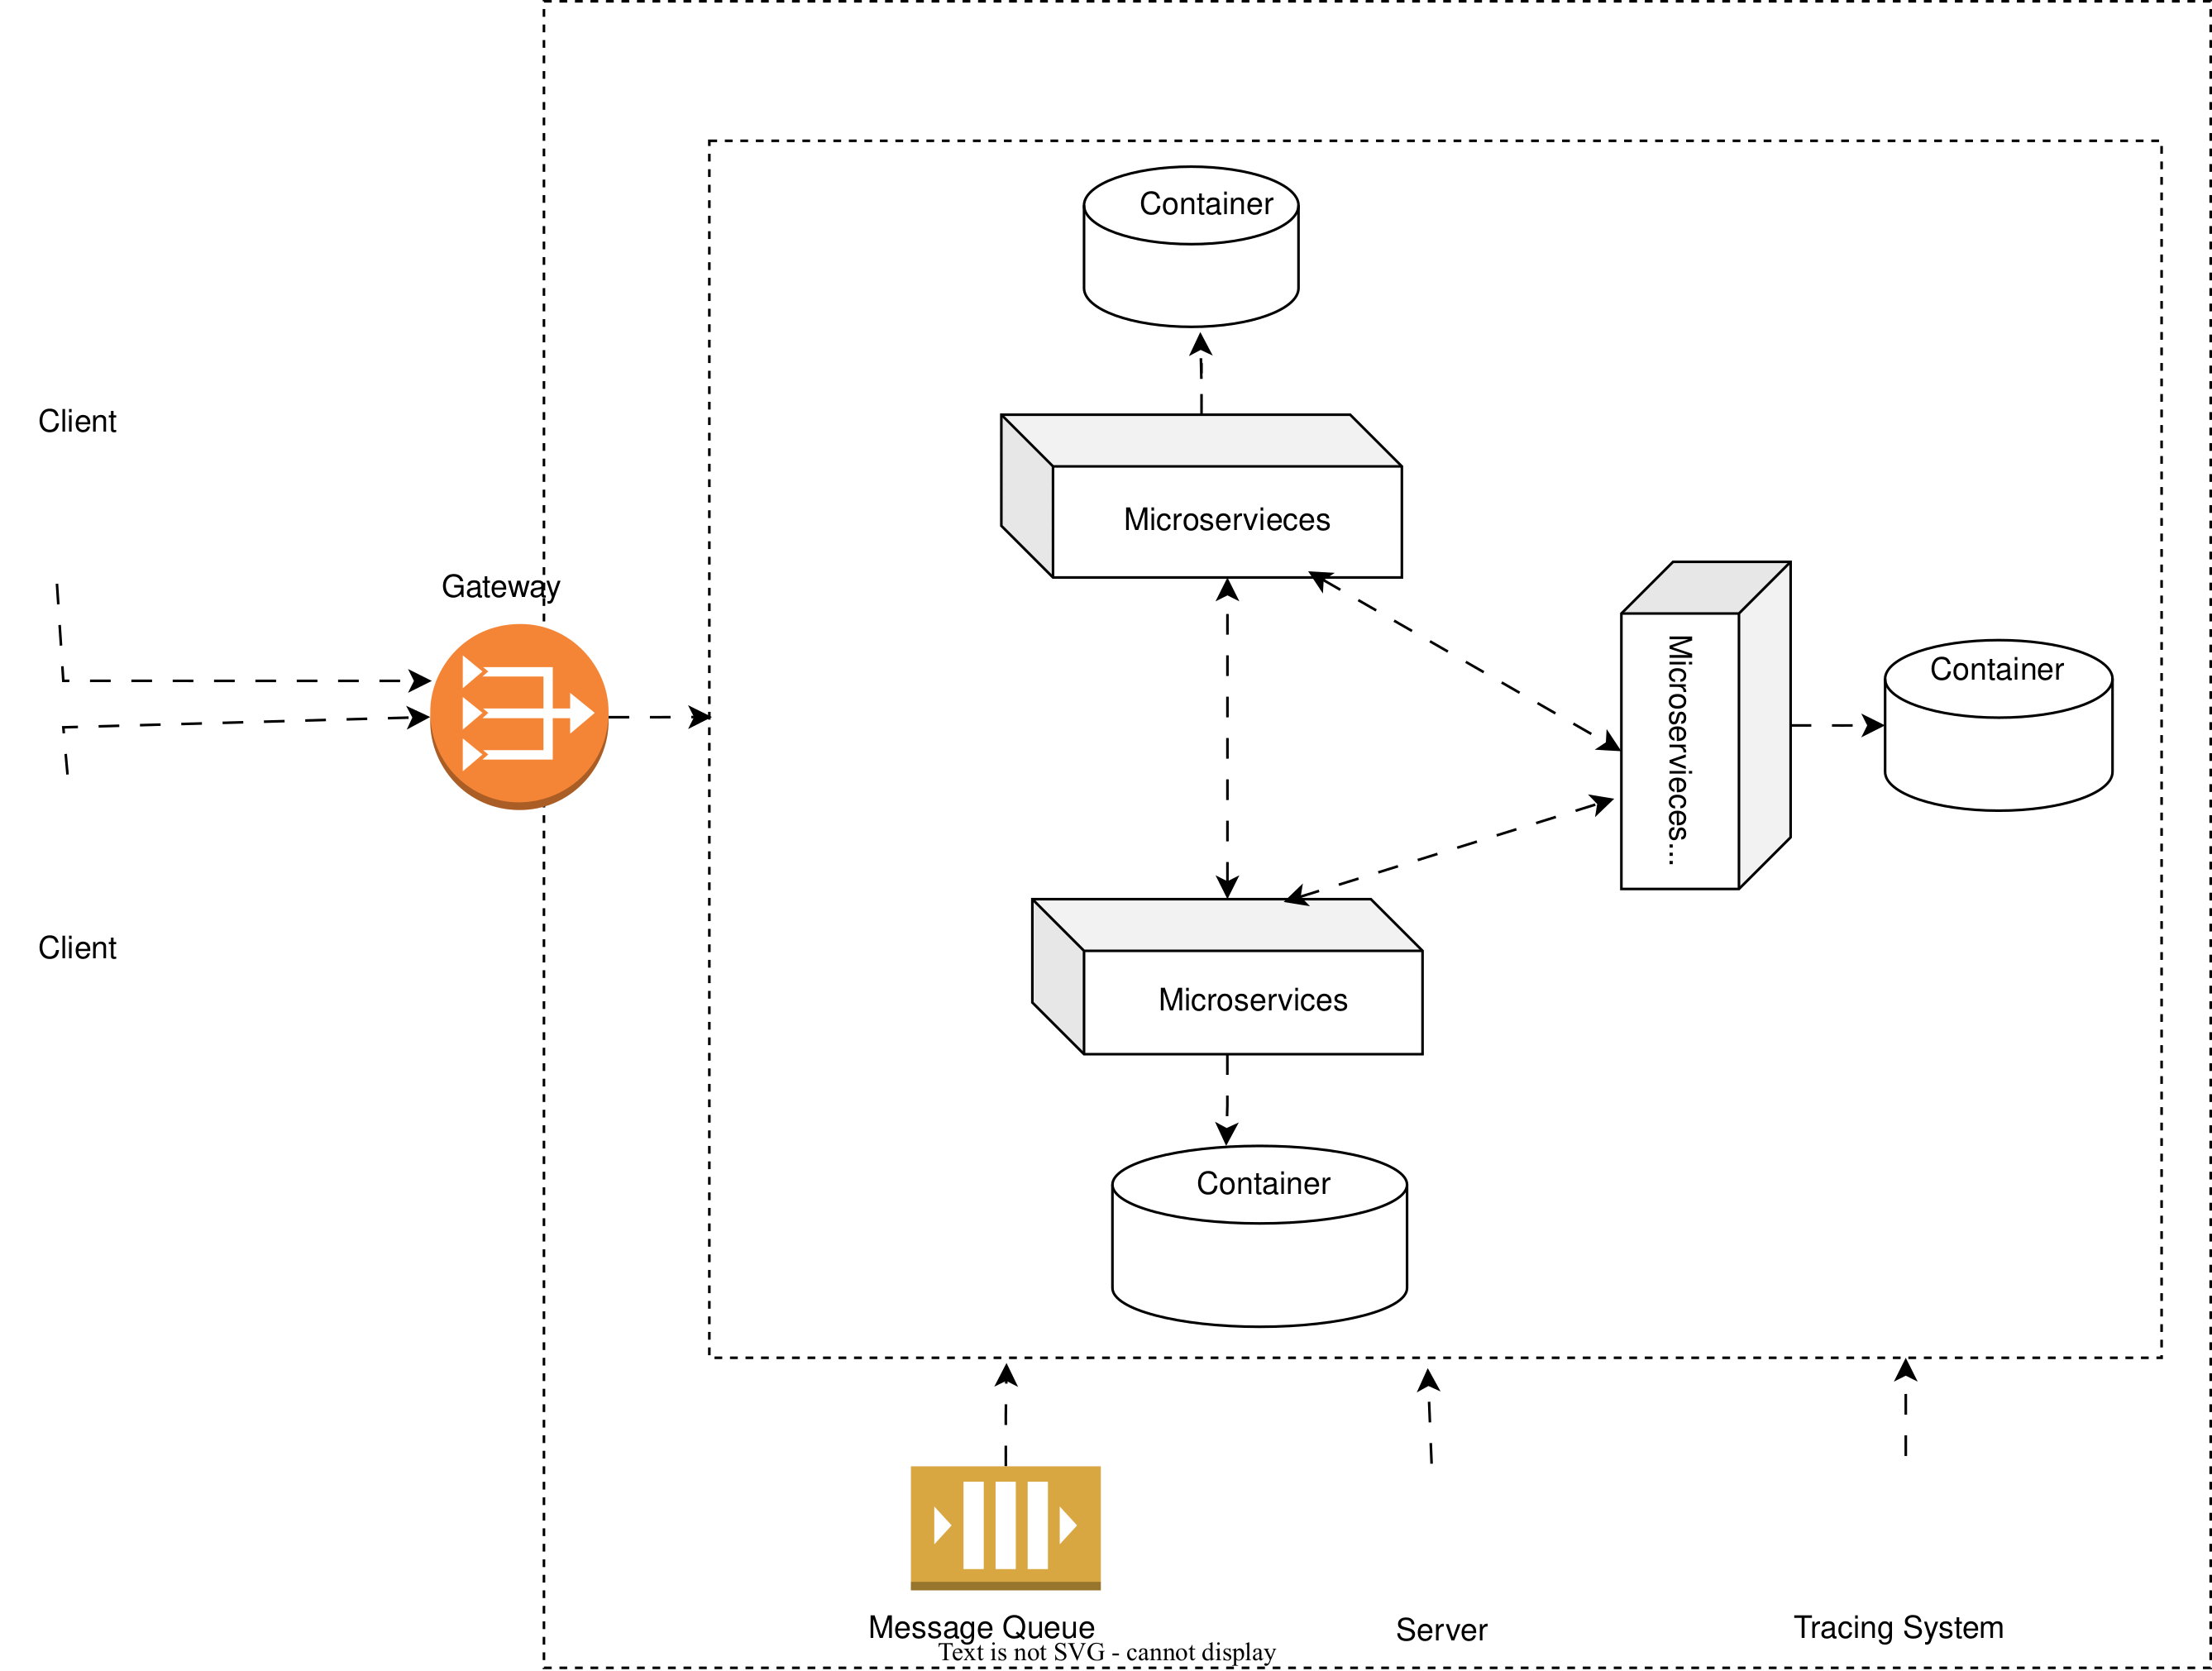 Container
Client
Microservieces
Gateway
Microservieces...
Container
Client
Microservices
Container
Message Queue
Server
Tracing System
Text is not SVG - cannot display